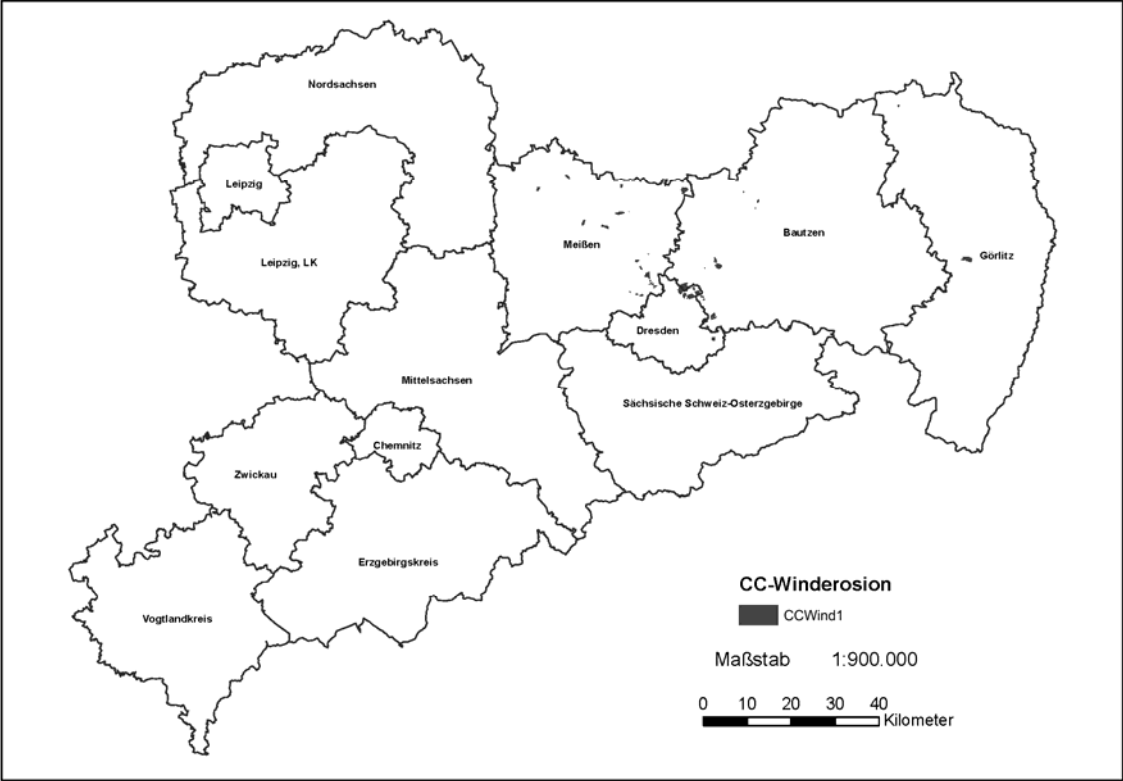 Nordsachsen
Leipzig
Meißen
Bautzen
Görlitz
Leipzig, LK
Dresden
Mittelsachsen
Sächsische Schweiz-Osterzgebirge
Chemnitz
Zwickau
Erzgebirgskreis
Vogtlandkreis
CC-Winderosion
CCWind1
Maßstab 1:900.000
0 10 20 30 40
Kilometer